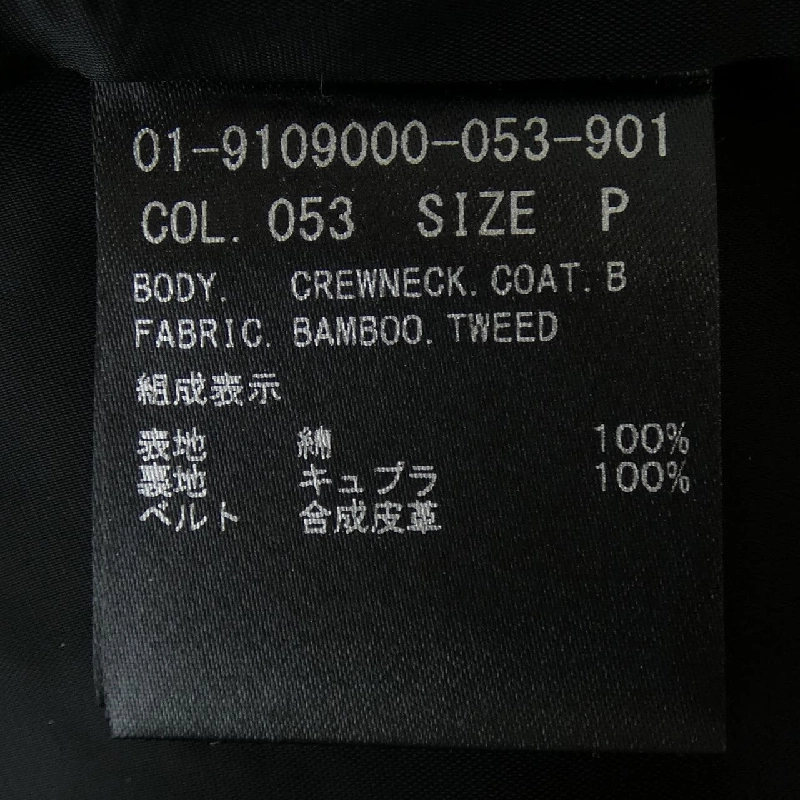 01-9109000-053-901
COL. 053 SIZE P
BODY. CREWNECK. COAT. B
FABRIC. BAMBOO. TWEED
組成表示
表地 綿 100%
裏地 キュプラ 100%
ベルト 合成皮革